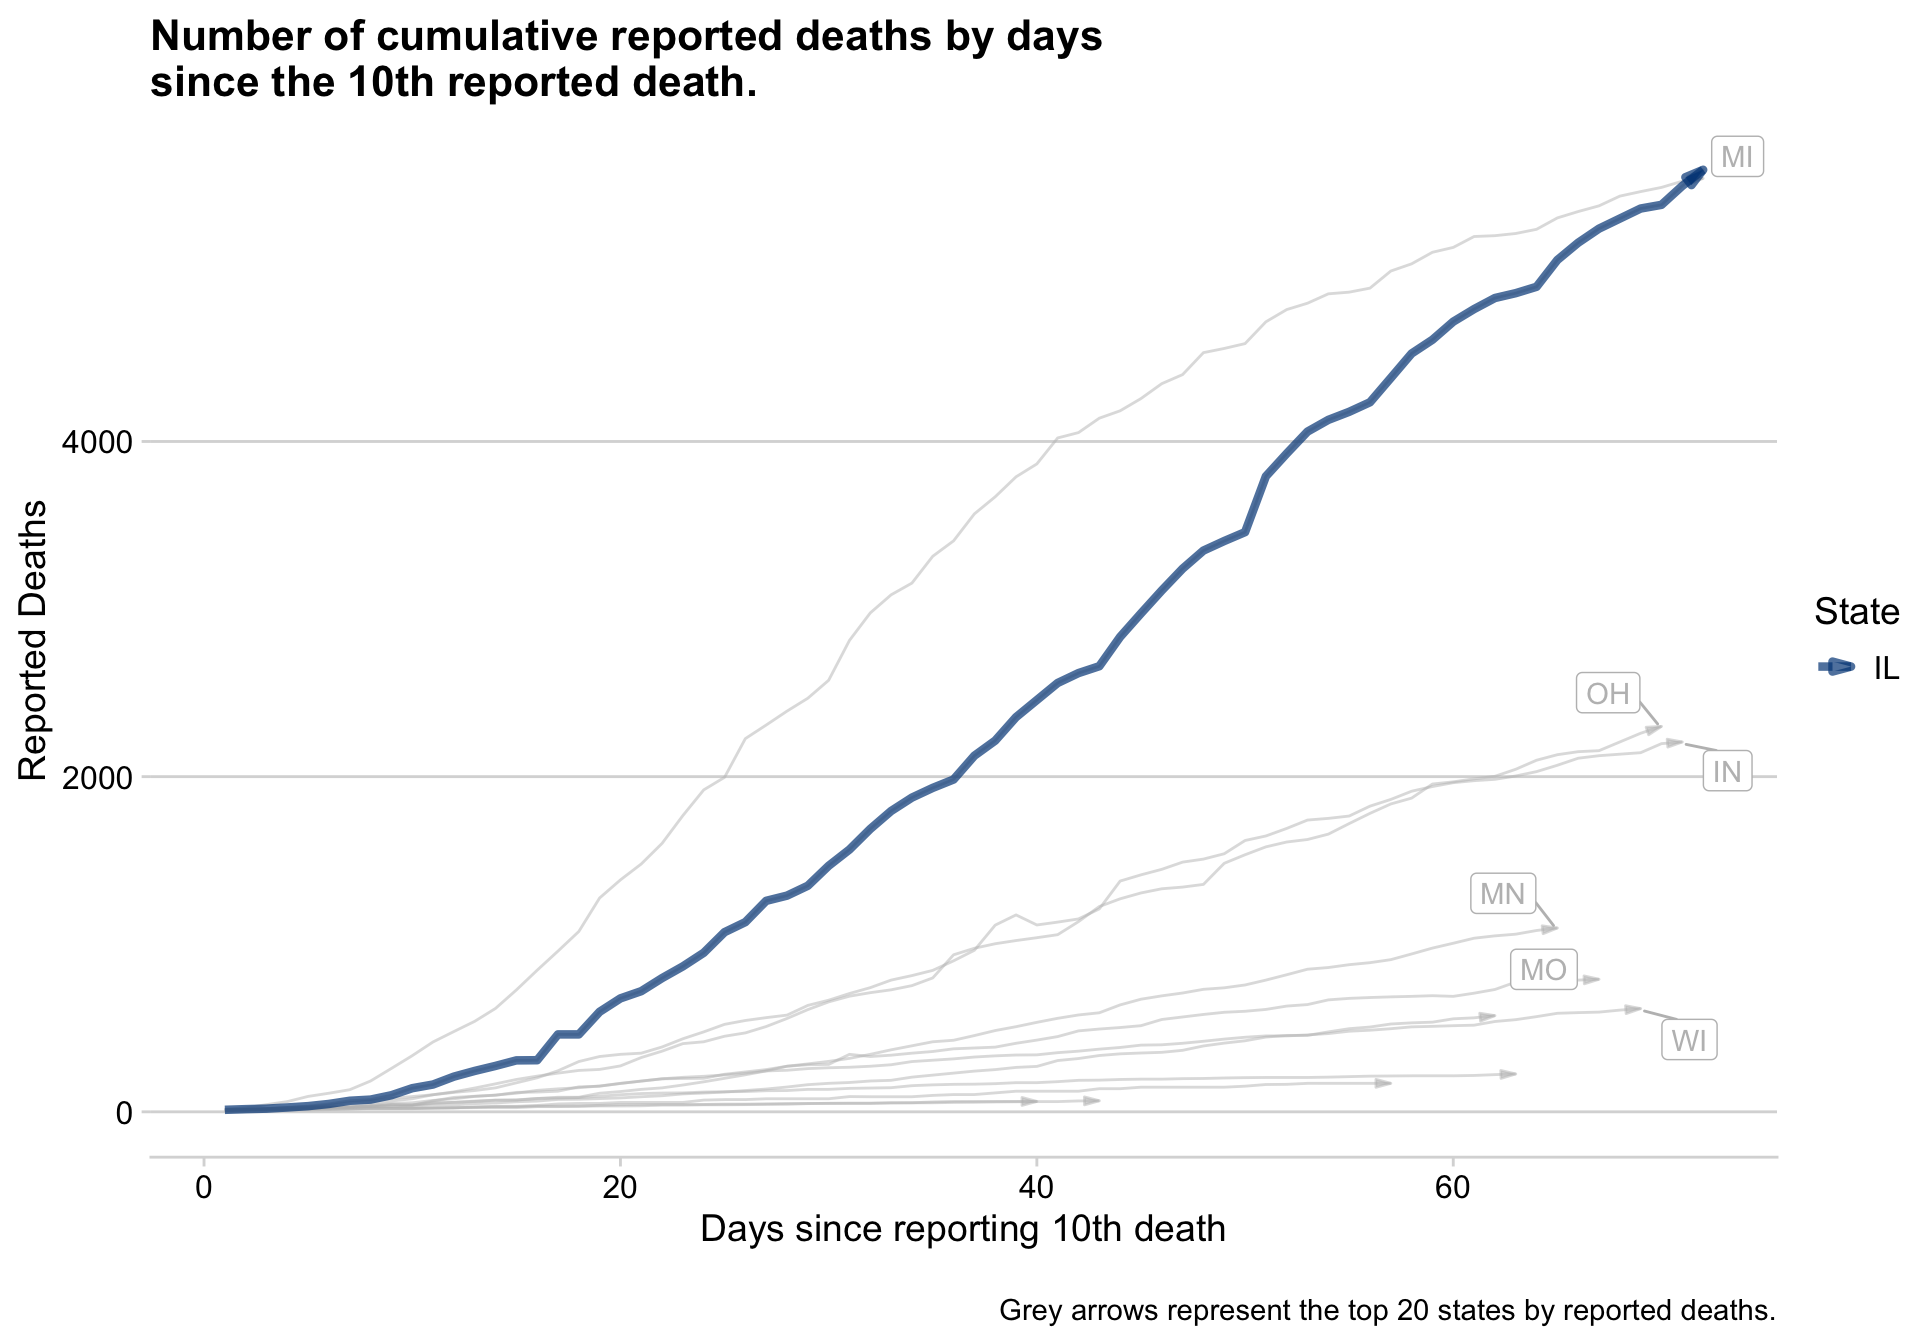 Number of cumulative reported deaths by days
since the 10th reported death.
MI
4000
Reported Deaths
State
IL
OH
IN
2000
MN
MO
WI
0
0 20 40 60
Days since reporting 10th death
Grey arrows represent the top 20 states by reported deaths.